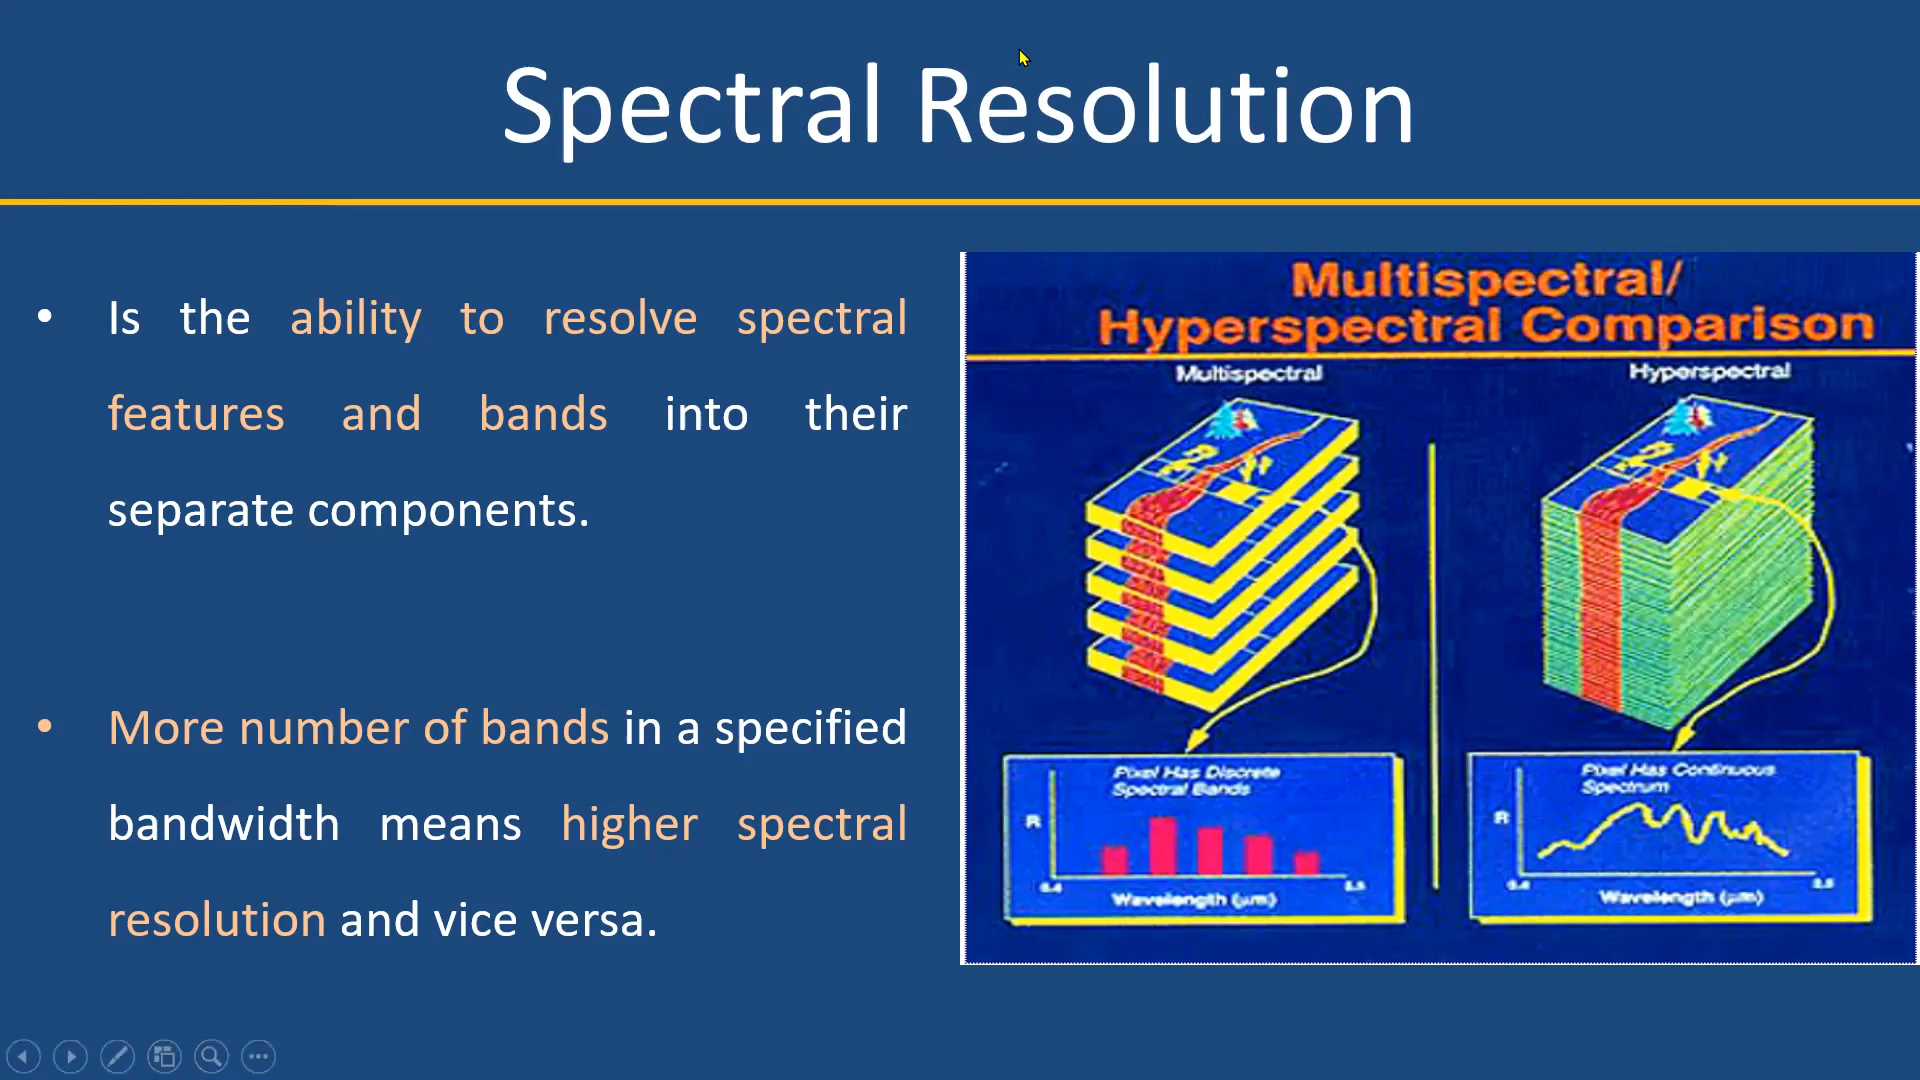 Spectral Resolution
• Is the ability to resolve spectral
features and bands into their
separate components.
• More number of bands in a specified
bandwidth means higher spectral
resolution and vice versa.
Multispectral/
Hyperspectral Comparison
Multispectral
Hyperspectral
Pixel Has Discrete
Spectral Bands
R
0.4
2.5
Wavelength (μm)
Pixel Has Continuous
Spectrum
R
0.4
2.5
Wavelength (μm)